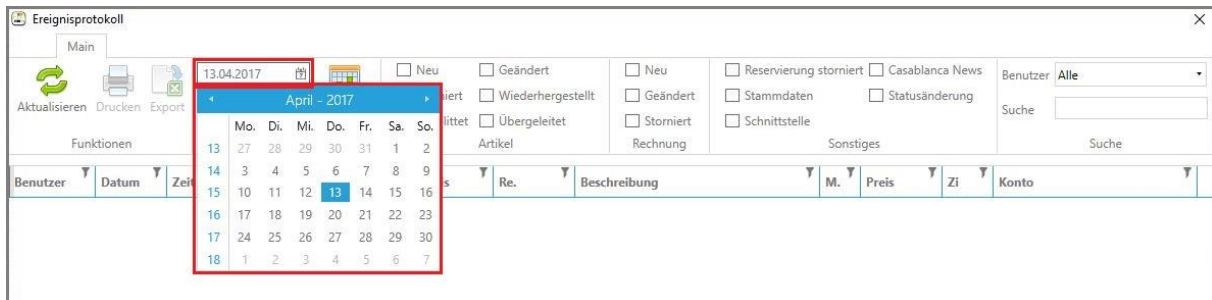 Ereignisprotokoll
Main
Aktualisieren Drucken Export
Funktionen
13.04.2017
April - 2017
Mo. Di. Mi. Do. Fr. Sa. So.
13 27 28 29 30 31 1 2
14 3 4 5 6 7 8 9
15 10 11 12 13 14 15 16
16 17 18 19 20 21 22 23
17 24 25 26 27 28 29 30
18 1 2 3 4 5 6 7
Neu Geändert
iert Wiederhergestellt
littet Übergeleitet
Artikel
Neu
Geändert
Storniert
Rechnung
Reservierung storniert Casablanca News
Stammdaten Statusänderung
Schnittstelle
Sonstiges
Benutzer Alle
Suche
Suche
Benutzer Datum Zeit s Re. Beschreibung M. Preis Zi Konto